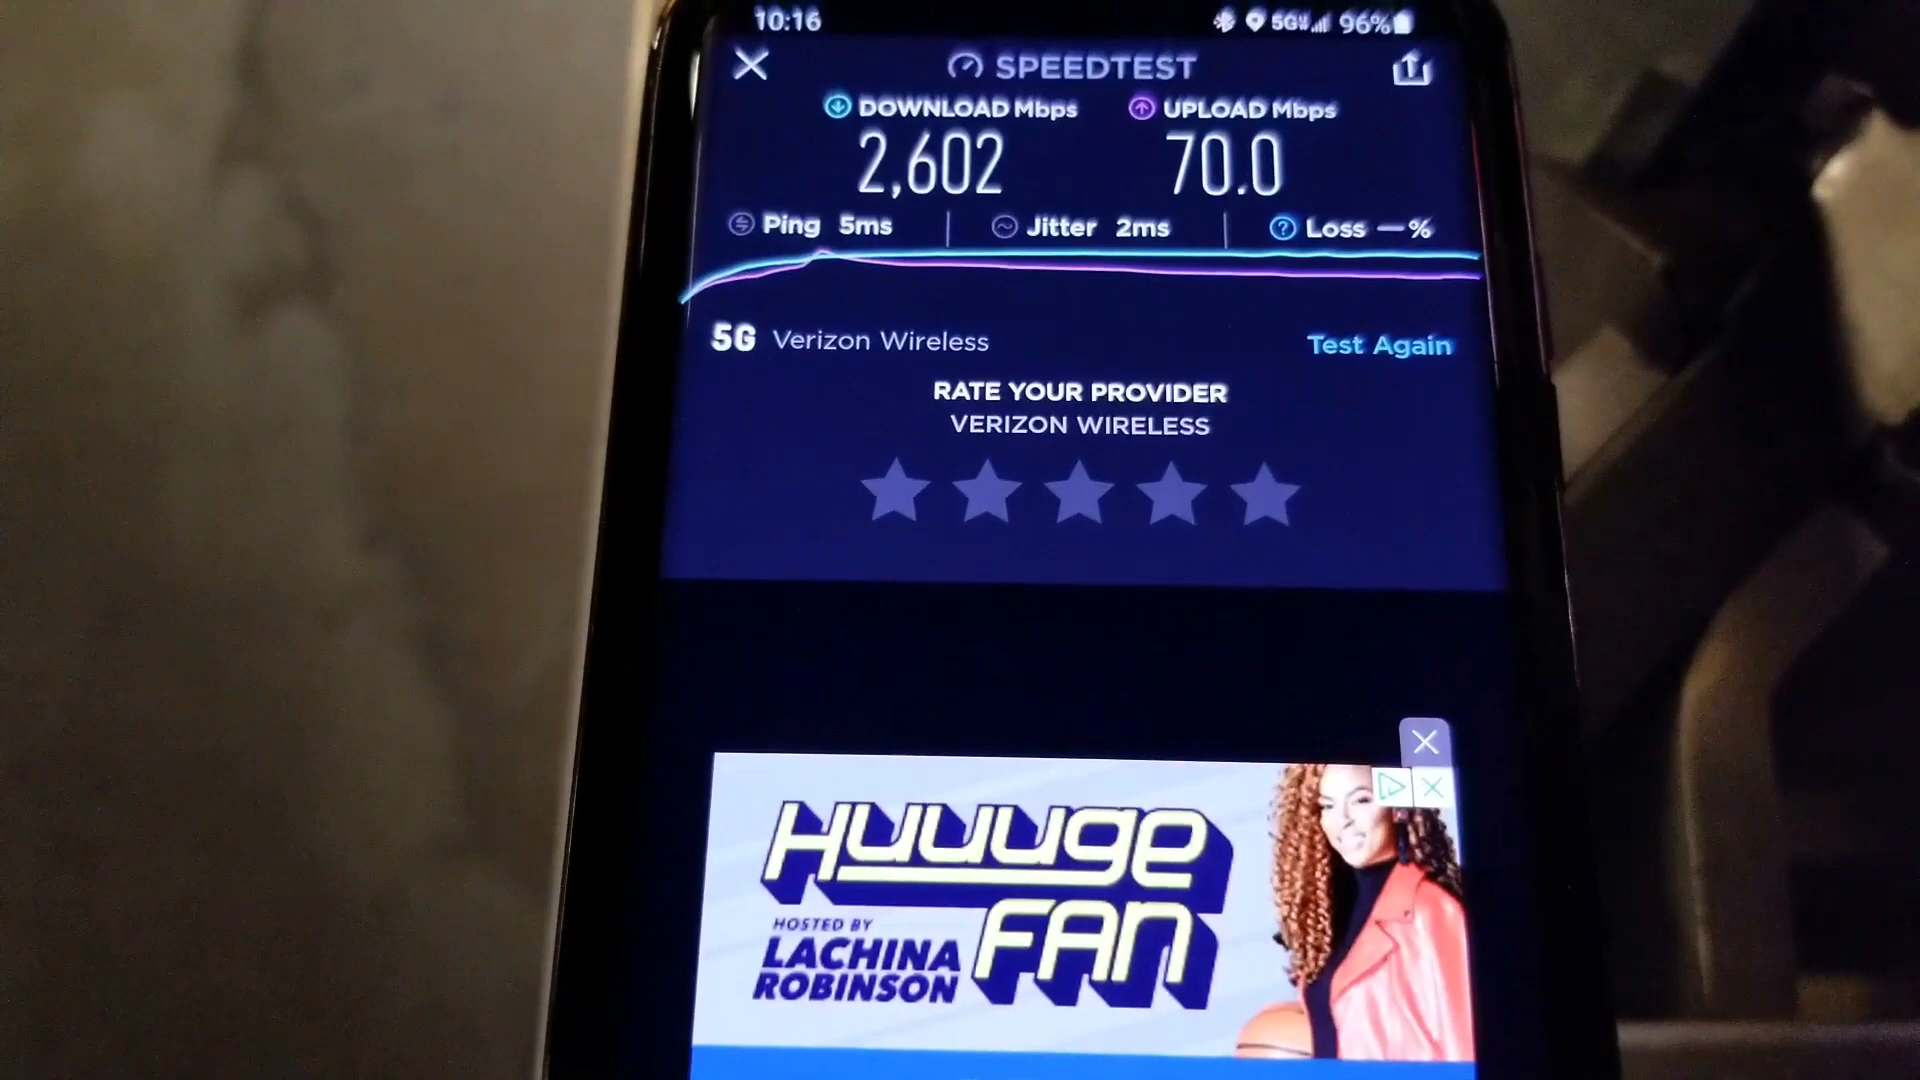 10:16 5G 96%
SPEEDTEST
DOWNLOAD Mbps UPLOAD Mbps
2,602 70.0
Ping 5ms Jitter 2ms Loss — %
5G Verizon Wireless Test Again
RATE YOUR PROVIDER
VERIZON WIRELESS
Huuuge
FAN
HOSTED BY
LACHINA
ROBINSON